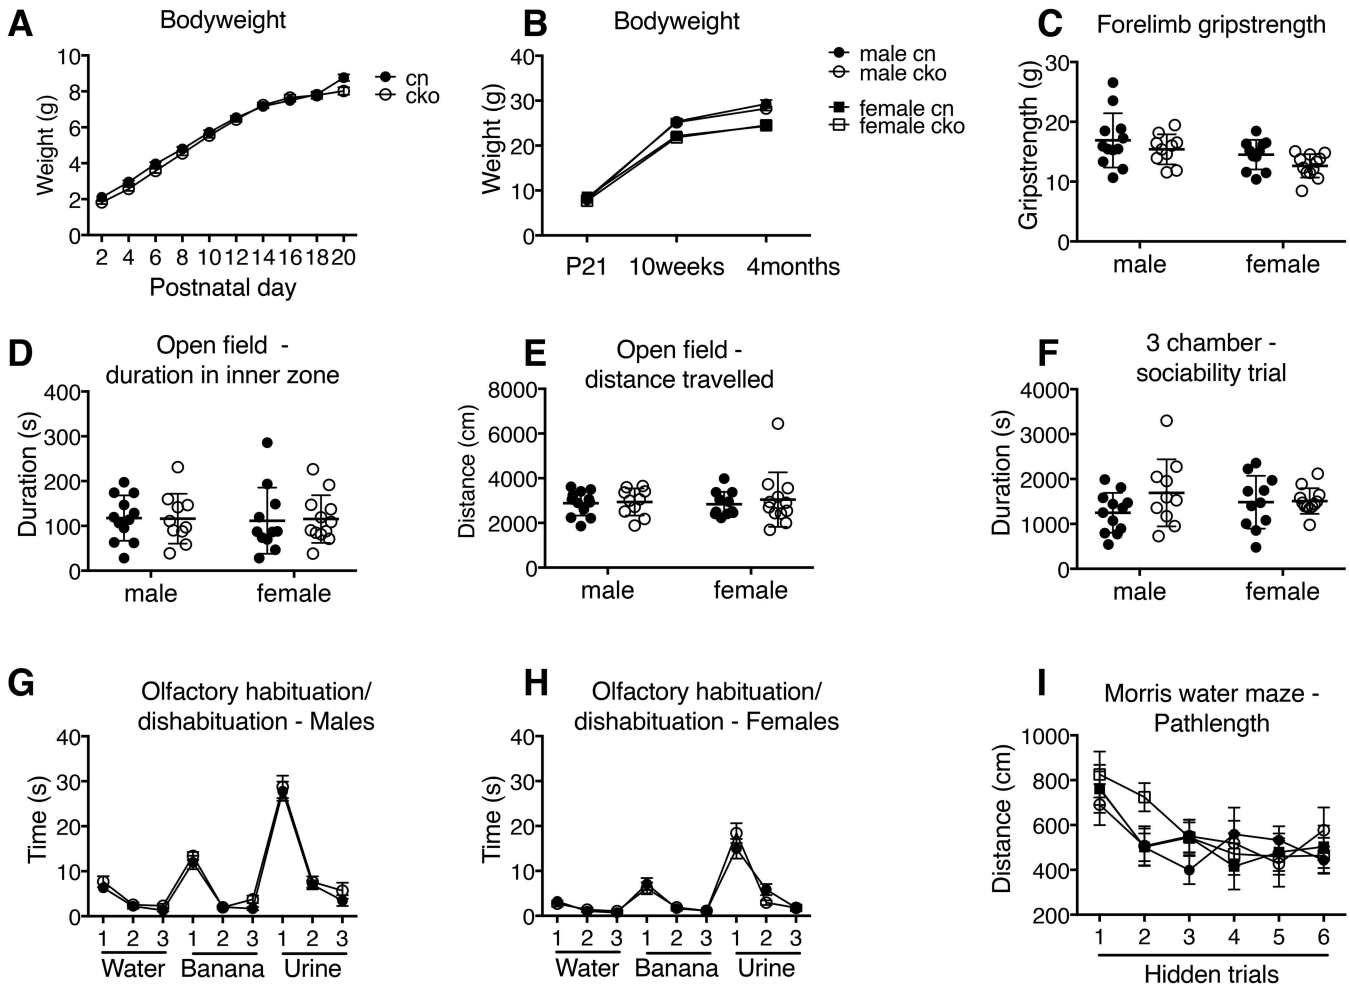 A
Bodyweight
Weight (g)
10
8
6
4
2
0
2 4 6 8 10 12 14 16 18 20
Postnatal day
cn
cko
B
Bodyweight
Weight (g)
40
30
20
10
0
P21 10weeks 4months
male cn
male cko
female cn
female cko
C
Forelimb gripstrength
Gripstrength (g)
30
20
10
0
male female
D
Open field -
duration in inner zone
Duration (s)
400
300
200
100
0
male female
E
Open field -
distance travelled
Distance (cm)
8000
6000
4000
2000
0
male female
F
3 chamber -
sociability trial
Duration (s)
4000
3000
2000
1000
0
male female
G
Olfactory habituation/
dishabituation - Males
Time (s)
40
30
20
10
0
1 2 3 1 2 3 1 2 3
Water Banana Urine
H
Olfactory habituation/
dishabituation - Females
Time (s)
40
30
20
10
0
1 2 3 1 2 3 1 2 3
Water Banana Urine
I
Morris water maze -
Pathlength
Distance (cm)
1000
800
600
400
200
1 2 3 4 5 6
Hidden trials